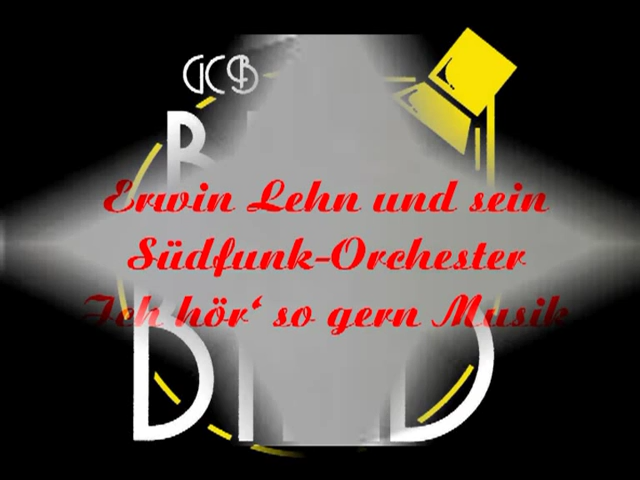 GCB
Erwin Lehn und sein
Südfunk-Orchester
Ich hör‘ so gern Musik